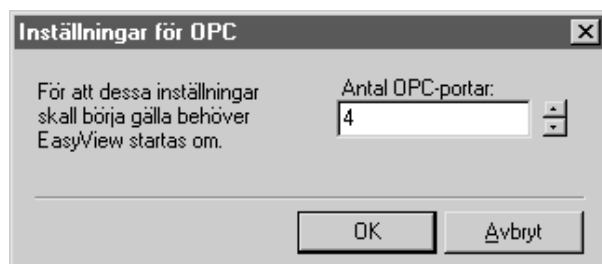 Inställningar för OPC
För att dessa inställningar
skall börja gälla behöver
EasyView startas om.
Antal OPC-portar:
4
OK
Avbryt